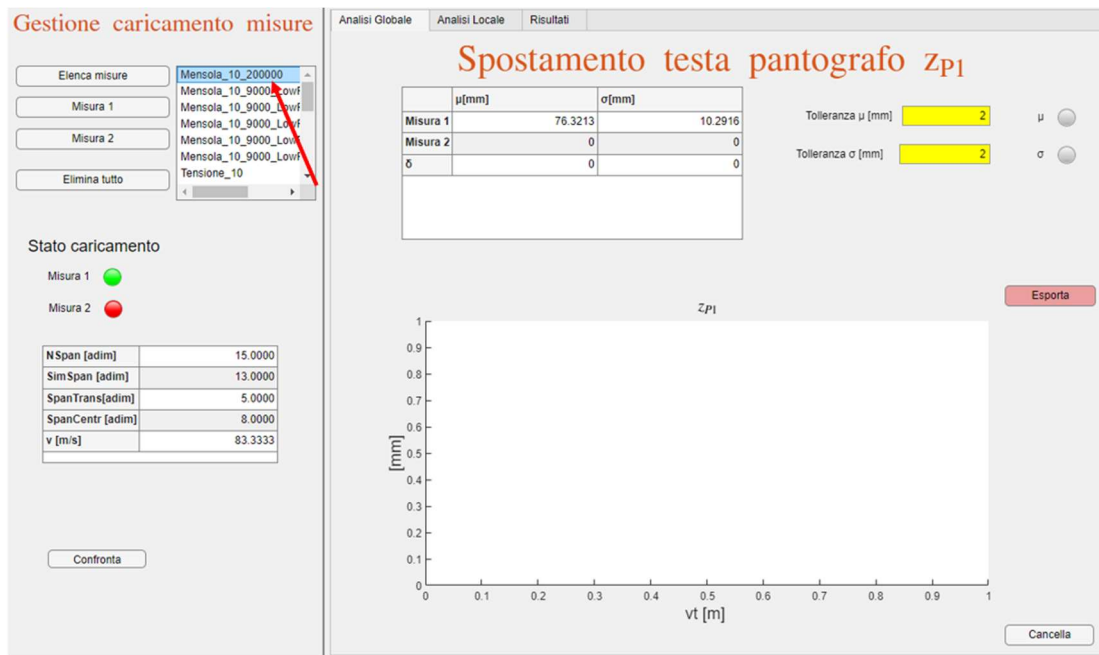 Gestione caricamento misure
Elenca misure
Misura 1
Misura 2
Elimina tutto
Mensola_10_200000
Mensola_10_9000_LowF
Mensola_10_9000_LowF
Mensola_10_9000_LowF
Mensola_10_9000_LowF
Mensola_10_9000_LowF
Tensione_10
Stato caricamento
Misura 1
Misura 2
NSpan [adim] 15.0000
SimSpan [adim] 13.0000
SpanTrans[adim] 5.0000
SpanCentr [adim] 8.0000
v [m/s] 83.3333
Confronta
Analisi Globale Analisi Locale Risultati
Spostamento testa pantografo zP1
μ[mm] σ[mm]
Misura 1 76.3213 10.2916
Misura 2 0 0
δ 0 0
Tolleranza μ [mm] 2 μ
Tolleranza σ [mm] 2 σ
Esporta
zP1
1
0.9
0.8
0.7
0.6
0.5
0.4
0.3
0.2
0.1
0
[mm]
0 0.1 0.2 0.3 0.4 0.5 0.6 0.7 0.8 0.9 1
vt [m]
Cancella